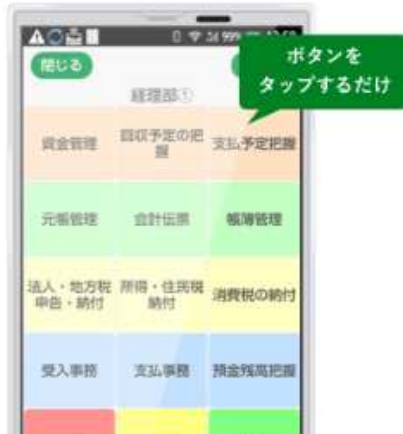 ボタンを
タップするだけ
閉じる
経理部①
資金管理
回収予定の把
握
支払予定把握
元帳管理
会計伝票
帳簿管理
法人・地方税
申告・納付
所得・住民税
納付
消費税の納付
受入事務
支払事務
預金残高把握